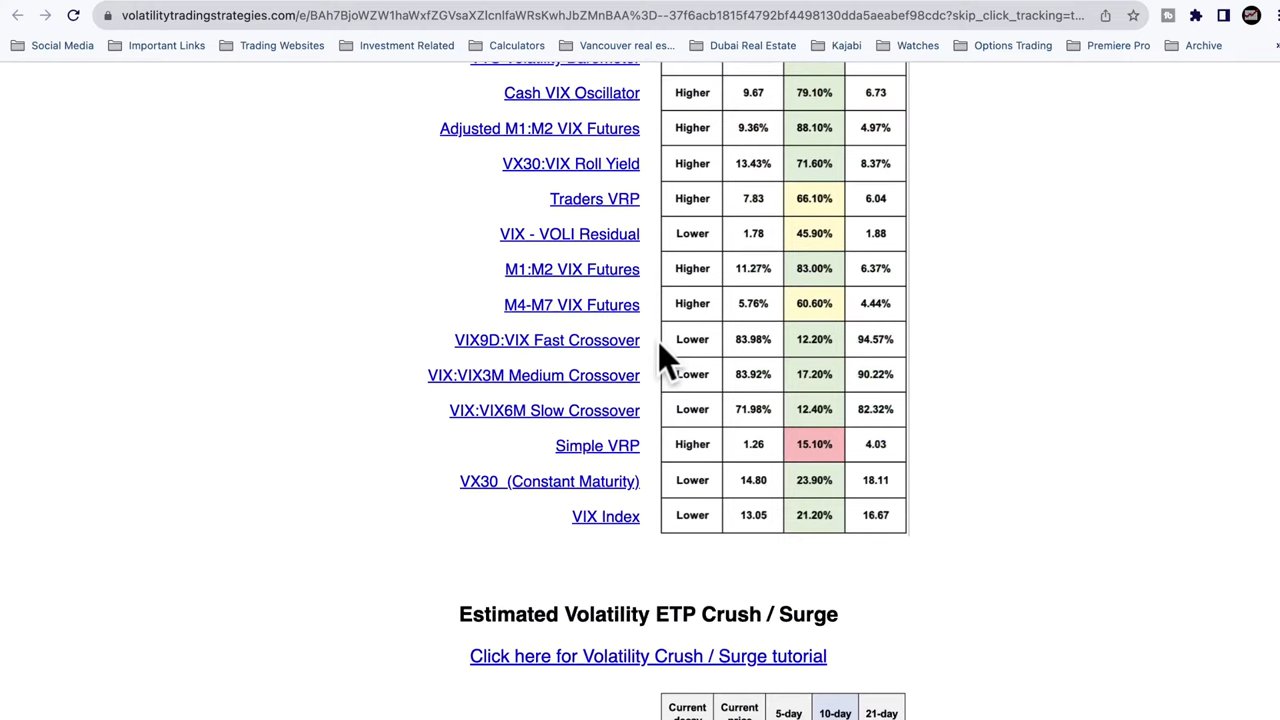 volatilitytradingstrategies.com/e/BAh7BjoWZW1haWxfZGVsaXZlcnlfaWRsKwhJbZMnBAA%3D--37f6acb1815f4792bf4498130dda5aeabef98cdc?skip_click_tracking=t...
Social Media Important Links Trading Websites Investment Related Calculators Vancouver real es... Dubai Real Estate Kajabi Watches Options Trading Premiere Pro Archive
Cash VIX Oscillator Higher 9.67 79.10% 6.73
Adjusted M1:M2 VIX Futures Higher 9.36% 88.10% 4.97%
VX30:VIX Roll Yield Higher 13.43% 71.60% 8.37%
Traders VRP Higher 7.83 66.10% 6.04
VIX - VOLI Residual Lower 1.78 45.90% 1.88
M1:M2 VIX Futures Higher 11.27% 83.00% 6.37%
M4-M7 VIX Futures Higher 5.76% 60.60% 4.44%
VIX9D:VIX Fast Crossover Lower 83.98% 12.20% 94.57%
VIX:VIX3M Medium Crossover Lower 83.92% 17.20% 90.22%
VIX:VIX6M Slow Crossover Lower 71.98% 12.40% 82.32%
Simple VRP Higher 1.26 15.10% 4.03
VX30 (Constant Maturity) Lower 14.80 23.90% 18.11
VIX Index Lower 13.05 21.20% 16.67
Estimated Volatility ETP Crush / Surge
Click here for Volatility Crush / Surge tutorial
Current Current 5-day 10-day 21-day